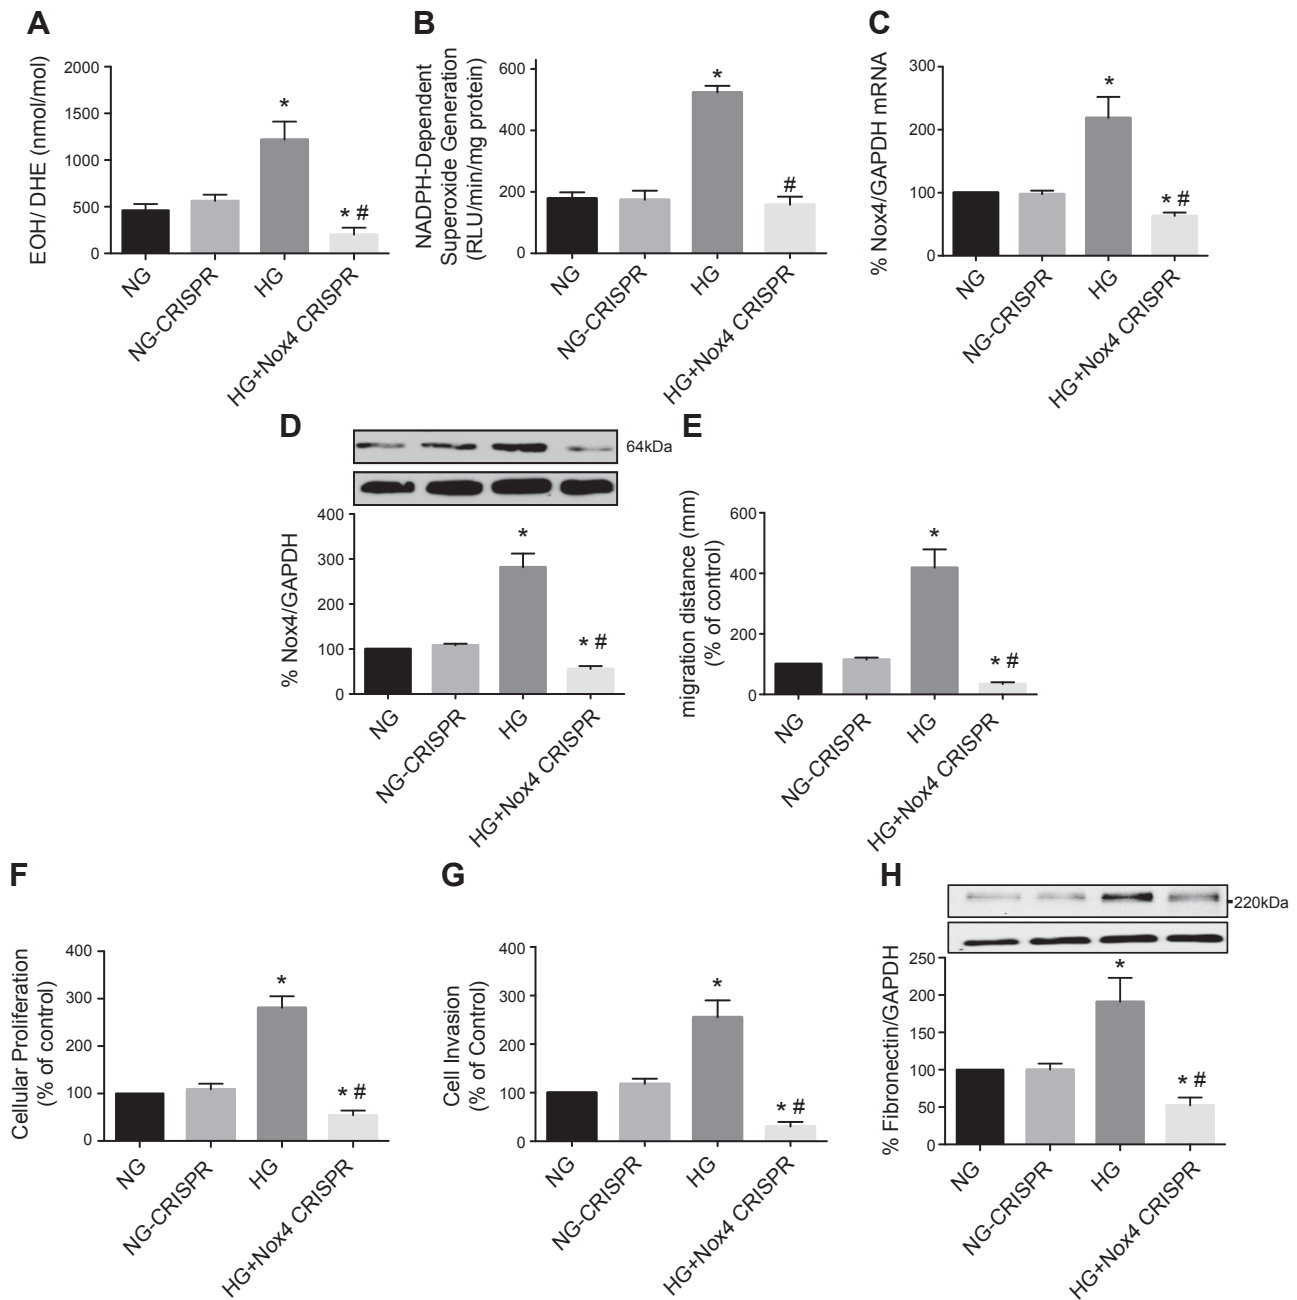 A
EOH/ DHE (nmol/mol)
2000
1500
1000
500
0
*
* #
NG
NG-CRISPR
HG
HG+Nox4 CRISPR
B
NADPH-Dependent
Superoxide Generation
(RLU/min/mg protein)
600
400
200
0
*
#
NG
NG-CRISPR
HG
HG+Nox4 CRISPR
C
% Nox4/GAPDH mRNA
300
200
100
0
*
* #
NG
NG-CRISPR
HG
HG+Nox4 CRISPR
D
64kDa
% Nox4/GAPDH
400
300
200
100
0
*
* #
NG
NG-CRISPR
HG
HG+Nox4 CRISPR
E
migration distance (mm)
(% of control)
600
400
200
0
*
* #
NG
NG-CRISPR
HG
HG+Nox4 CRISPR
F
Cellular Proliferation
(% of control)
400
300
200
100
0
*
* #
NG
NG-CRISPR
HG
HG+Nox4 CRISPR
G
Cell Invasion
(% of Control)
400
300
200
100
0
*
* #
NG
NG-CRISPR
HG
HG+Nox4 CRISPR
H
220kDa
% Fibronectin/GAPDH
250
200
150
100
50
0
*
* #
NG
NG-CRISPR
HG
HG+Nox4 CRISPR